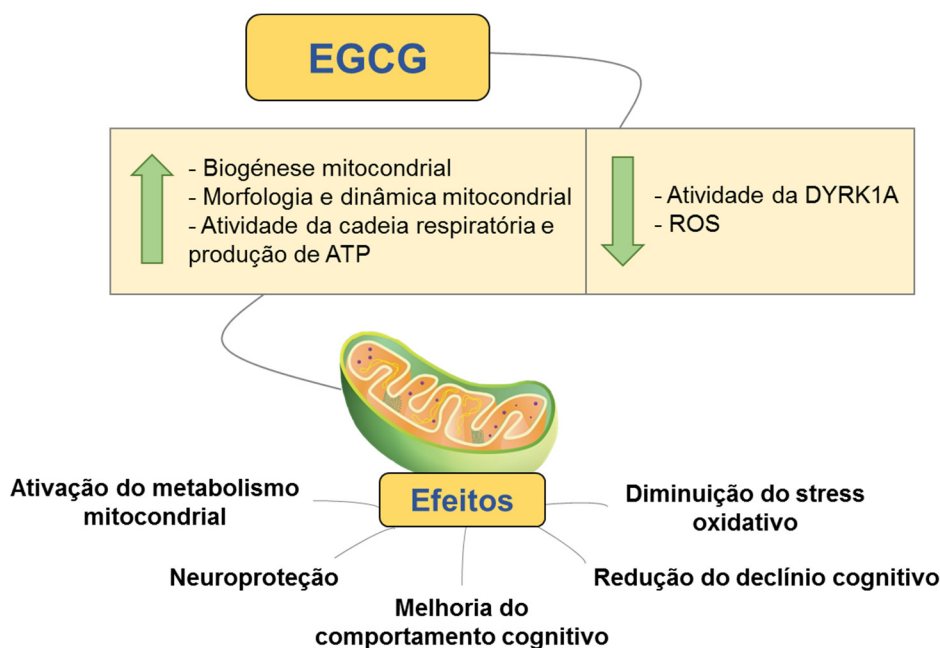 EGCG
- Biogénese mitocondrial
- Morfologia e dinâmica mitocondrial
- Atividade da cadeia respiratória e
produção de ATP
- Atividade da DYRK1A
- ROS
Efeitos
Ativação do metabolismo
mitocondrial
Neuroproteção
Melhoria do
comportamento cognitivo
Redução do declínio cognitivo
Diminuição do stress
oxidativo